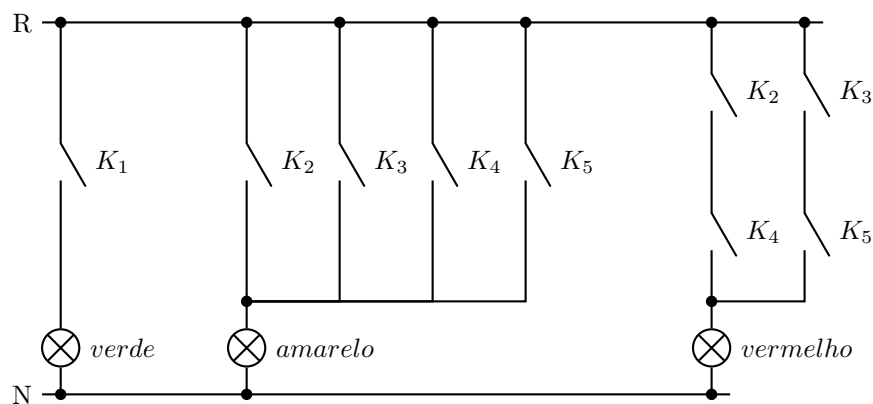 R
K2 K3
K1 K2 K3 K4 K5
K4 K5
verde amarelo vermelho
N